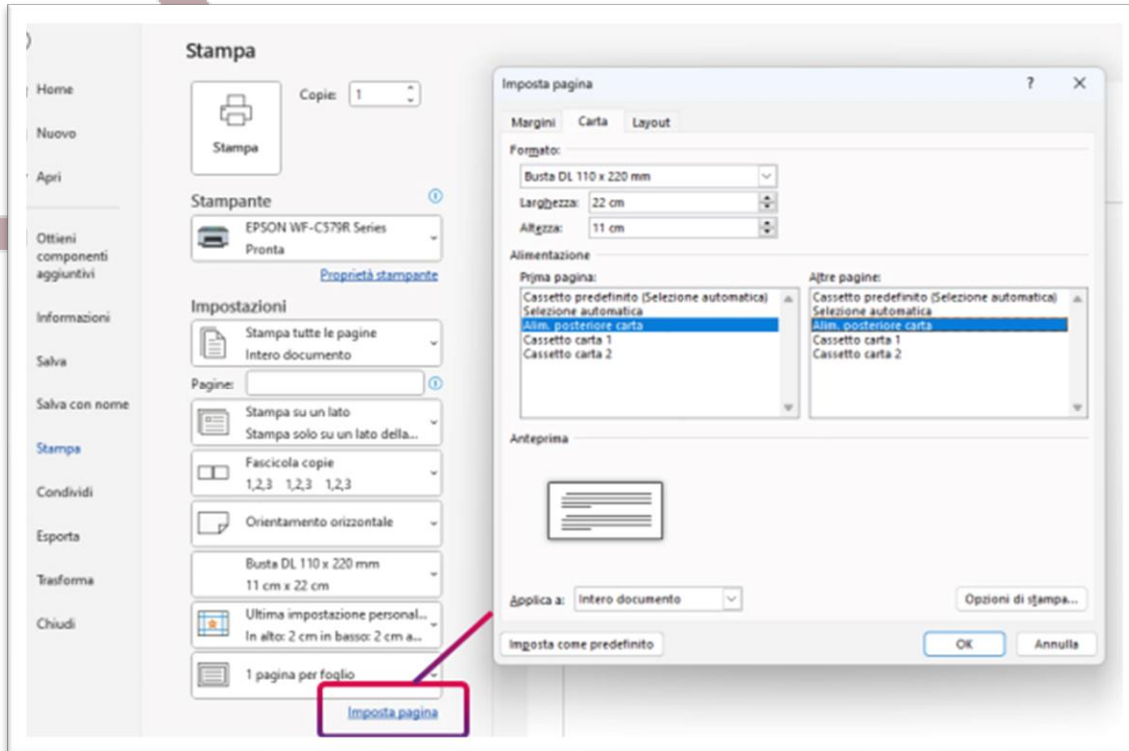 Stampa
Home
Nuovo
Apri
Ottieni
componenti
aggiuntivi
Informazioni
Salva
Salva con nome
Stampa
Condividi
Esporta
Trasforma
Chiudi
Copie: 1
Stampa
Stampante
EPSON WF-C579R Series
Pronta
Proprietà stampante
Impostazioni
Stampa tutte le pagine
Intero documento
Pagine:
Stampa su un lato
Stampa solo su un lato della...
Fascicola copie
1,2,3 1,2,3 1,2,3
Orientamento orizzontale
Busta DL 110 x 220 mm
11 cm x 22 cm
Ultima impostazione personal...
In alto: 2 cm in basso: 2 cm a...
1 pagina per foglio
Imposta pagina
Imposta pagina
Margini Carta Layout
Formato:
Busta DL 110 x 220 mm
Larghezza: 22 cm
Altezza: 11 cm
Alimentazione
Prima pagina:
Cassetto predefinito (Selezione automatica)
Selezione automatica
Alim. posteriore carta
Cassetto carta 1
Cassetto carta 2
Altre pagine:
Cassetto predefinito (Selezione automatica)
Selezione automatica
Alim. posteriore carta
Cassetto carta 1
Cassetto carta 2
Anteprima
Applica a: Intero documento
Opzioni di stampa...
Imposta come predefinito
OK Annulla